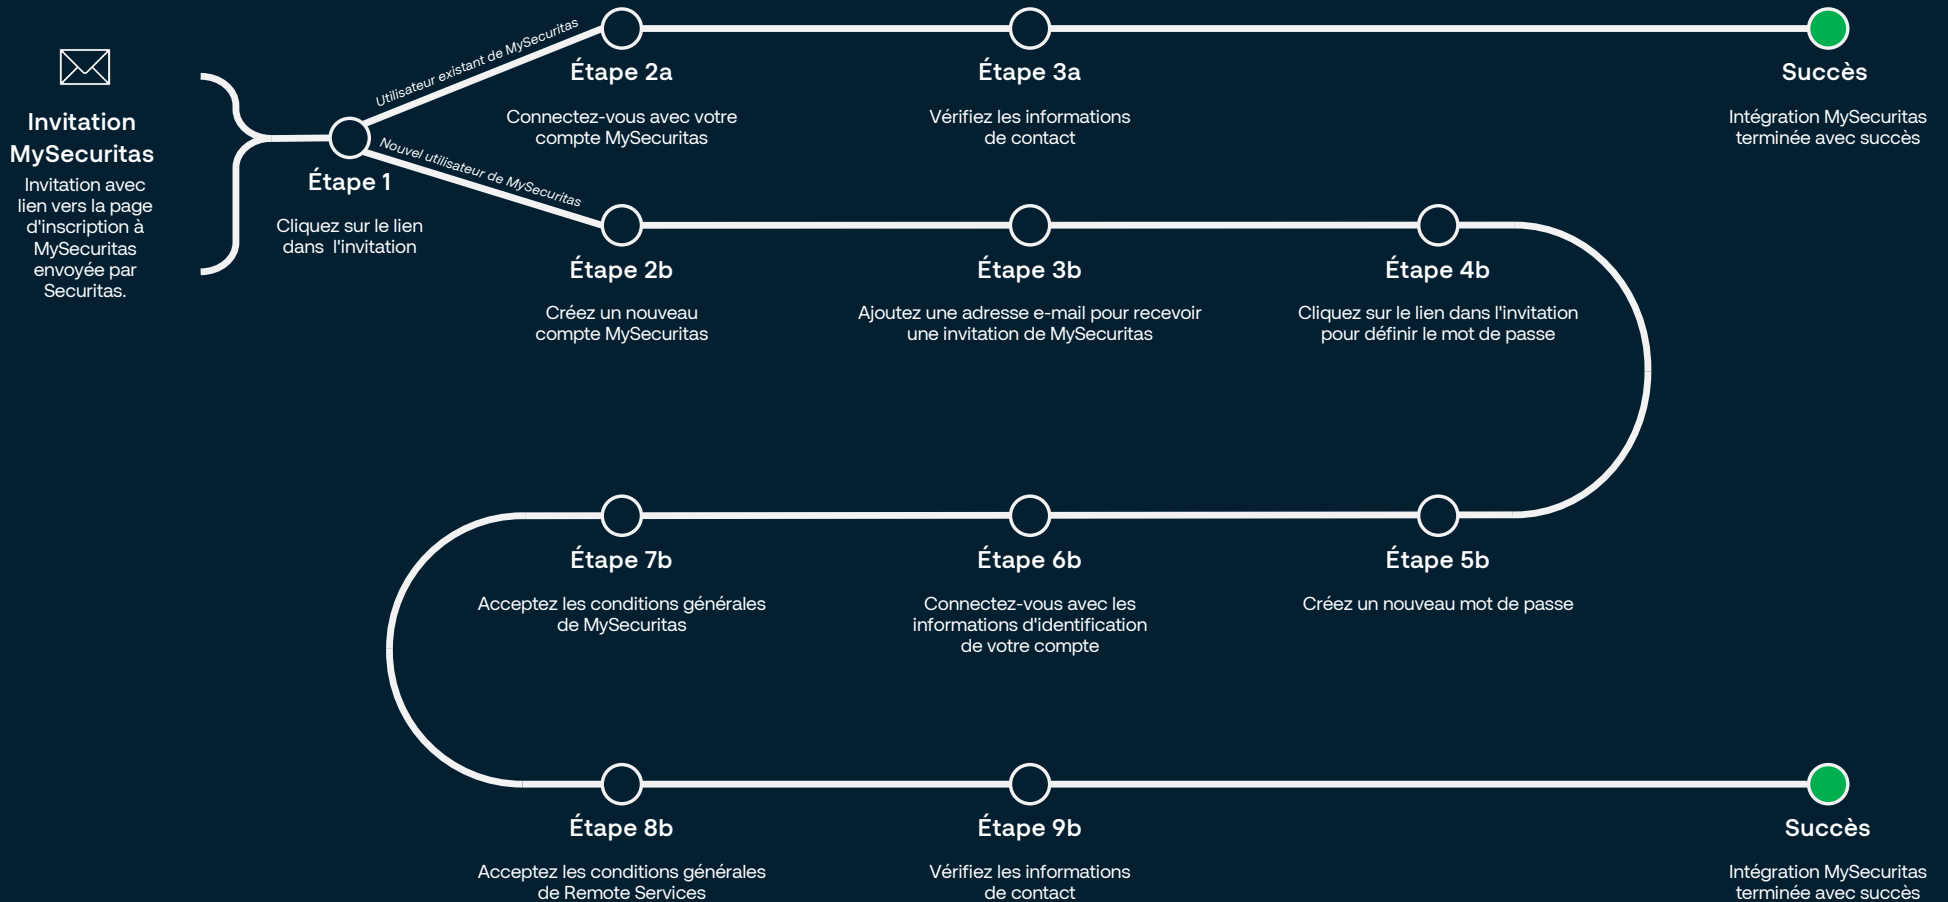 Invitation
MySecuritas
Invitation avec
lien vers la page
d'inscription à
MySecuritas
envoyée par
Securitas.
Étape 1
Cliquez sur le lien
dans l'invitation
Utilisateur existant de MySecuritas
Étape 2a
Connectez-vous avec votre
compte MySecuritas
Étape 3a
Vérifiez les informations
de contact
Succès
Intégration MySecuritas
terminée avec succès
Nouvel utilisateur de MySecuritas
Étape 2b
Créez un nouveau
compte MySecuritas
Étape 3b
Ajoutez une adresse e-mail pour recevoir
une invitation de MySecuritas
Étape 4b
Cliquez sur le lien dans l'invitation
pour définir le mot de passe
Étape 5b
Créez un nouveau mot de passe
Étape 6b
Connectez-vous avec les
informations d'identification
de votre compte
Étape 7b
Acceptez les conditions générales
de MySecuritas
Étape 8b
Acceptez les conditions générales
de Remote Services
Étape 9b
Vérifiez les informations
de contact
Succès
Intégration MySecuritas
terminée avec succès